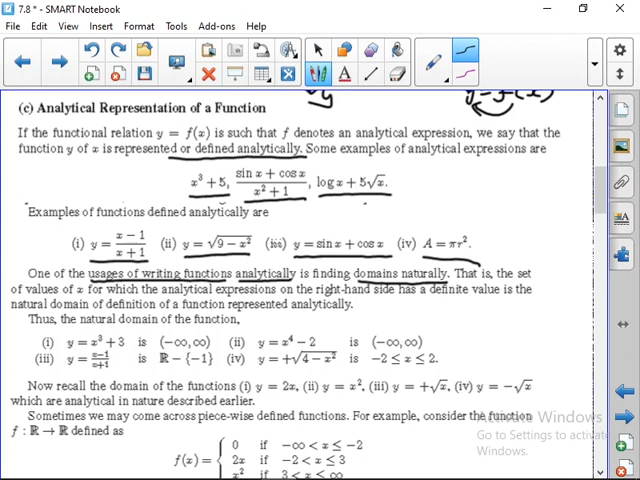 7.8 * - SMART Notebook
File Edit View Insert Format Tools Add-ons Help
y y = f(x)
(c) Analytical Representation of a Function
If the functional relation y = f(x) is such that f denotes an analytical expression, we say that the
function y of x is represented or defined analytically. Some examples of analytical expressions are
x³ + 5, (sin x + cos x)/(x² + 1), log x + 5√x.
Examples of functions defined analytically are
(i) y = (x − 1)/(x + 1) (ii) y = √(9 − x²) (iii) y = sin x + cos x (iv) A = πr².
One of the usages of writing functions analytically is finding domains naturally. That is, the set
of values of x for which the analytical expressions on the right-hand side has a definite value is the
natural domain of definition of a function represented analytically.
Thus, the natural domain of the function,
(i) y = x³ + 3 is (−∞, ∞) (ii) y = x⁴ − 2 is (−∞, ∞)
(iii) y = (x−1)/(x+1) is ℝ − {−1} (iv) y = +√(4 − x²) is −2 ≤ x ≤ 2.
Now recall the domain of the functions (i) y = 2x, (ii) y = x², (iii) y = +√x, (iv) y = −√x
which are analytical in nature described earlier.
Sometimes we may come across piece-wise defined functions. For example, consider the function
f : ℝ → ℝ defined as
f(x) = { 0 if −∞ < x ≤ −2
2x if −2 < x ≤ 3
x² if 3 < x ≤ ∞
Activate Windows
Go to Settings to activate
Windows.